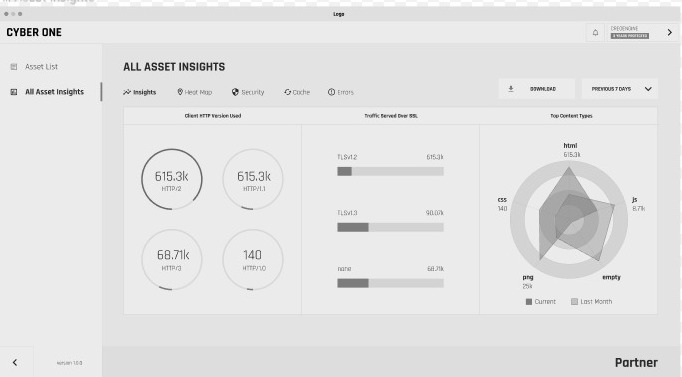 Logo
CYBER ONE
CREDENGINE
Asset List
All Asset Insights
ALL ASSET INSIGHTS
Insights
Heat Map
Security
Cache
Errors
DOWNLOAD
PREVIOUS 7 DAYS
Client HTTP Version Used
615.3k
HTTP/2
615.3k
HTTP/1.1
68.71k
HTTP/3
140
HTTP/1.0
Traffic Served Over SSL
TLSv1.2 615.3k
TLSv1.3 90.07k
none 68.71k
Top Content Types
html
615.3k
css
140
js
8.71k
png
25k
empty
Current
Last Month
Version 1.0.0
Partner